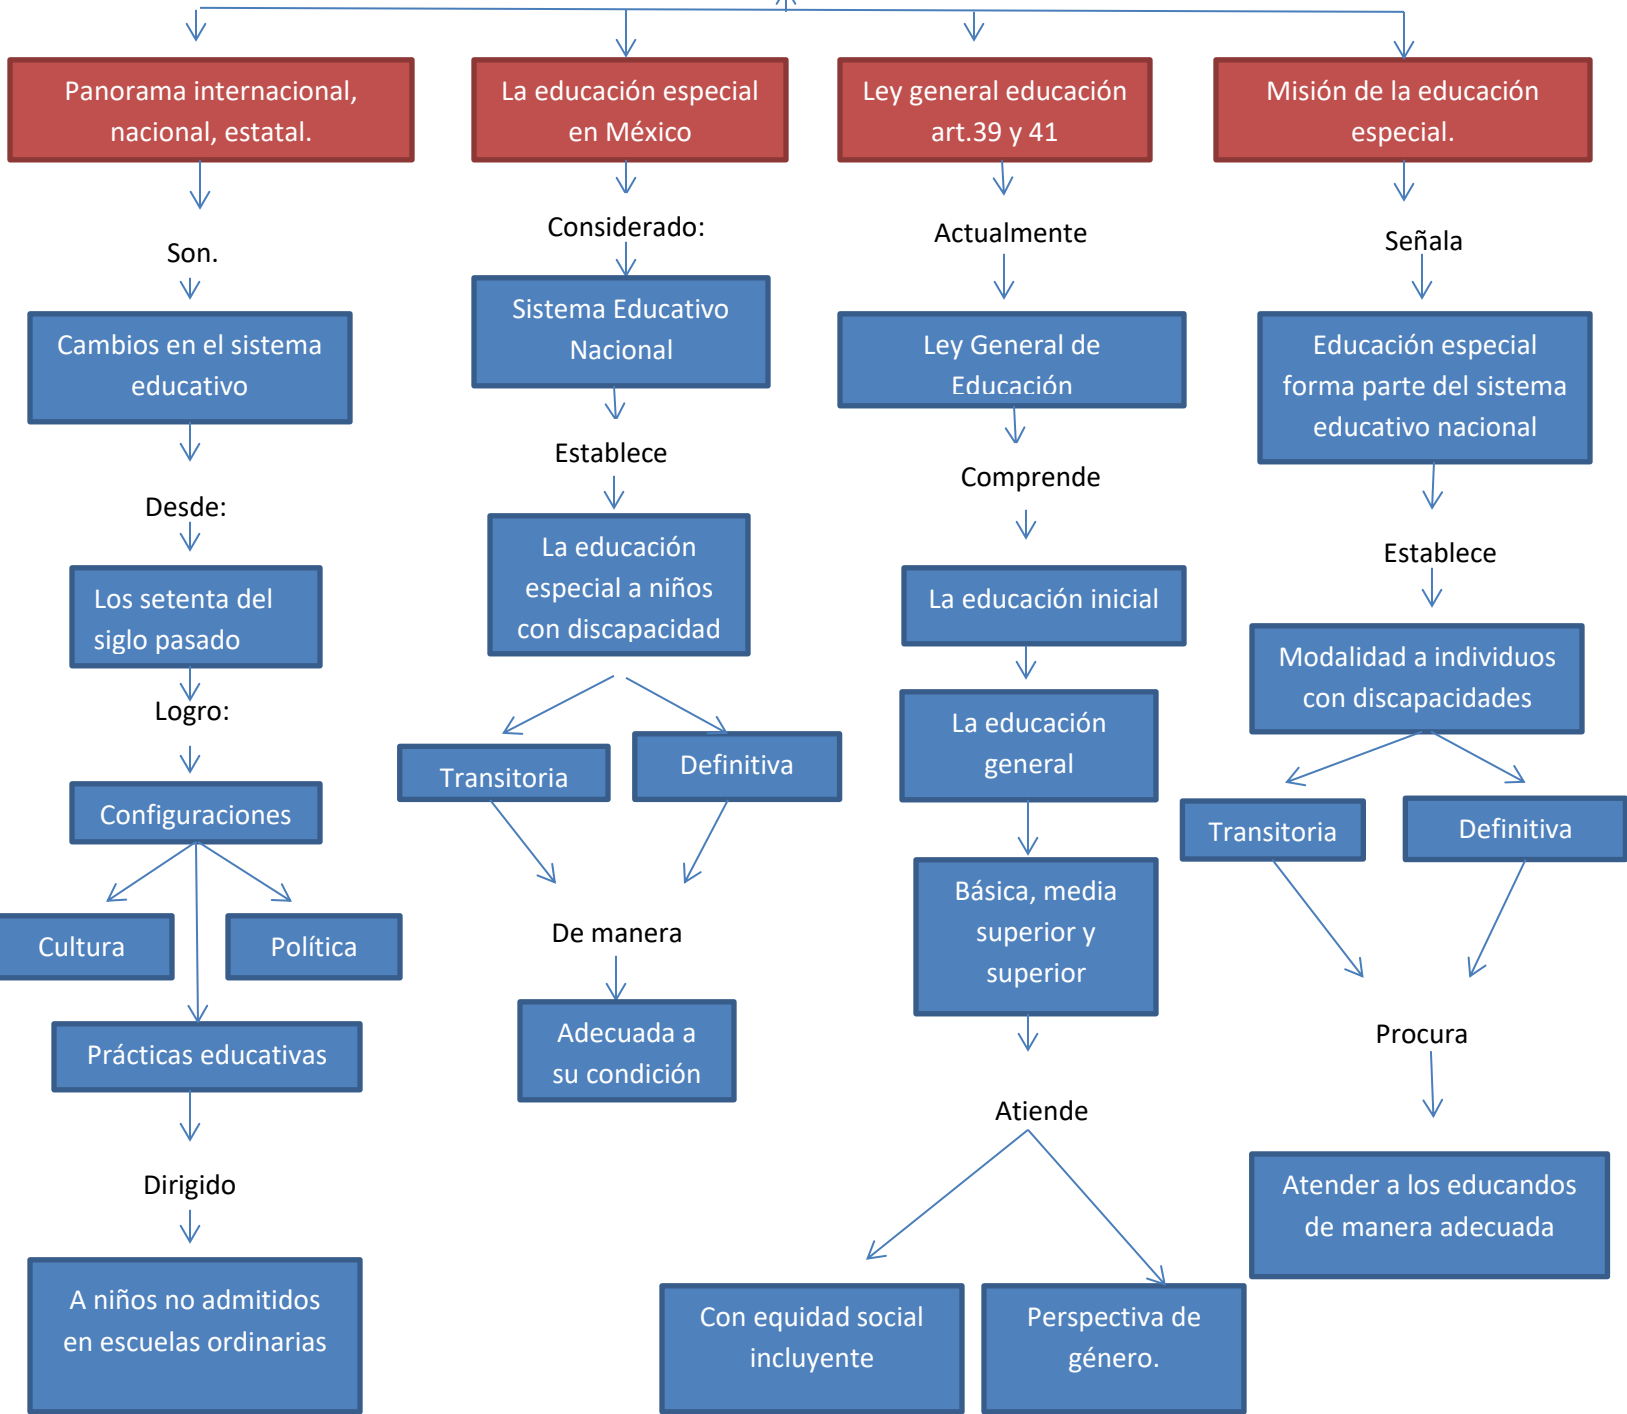 Panorama internacional,
nacional, estatal.
Son.
Cambios en el sistema
educativo
Desde:
Los setenta del
siglo pasado
Logro:
Configuraciones
Cultura
Política
Prácticas educativas
Dirigido
A niños no admitidos
en escuelas ordinarias
La educación especial
en México
Considerado:
Sistema Educativo
Nacional
Establece
La educación
especial a niños
con discapacidad
Transitoria
Definitiva
De manera
Adecuada a
su condición
Ley general educación
art.39 y 41
Actualmente
Ley General de
Educación
Comprende
La educación inicial
La educación
general
Básica, media
superior y
superior
Atiende
Con equidad social
incluyente
Perspectiva de
género.
Misión de la educación
especial.
Señala
Educación especial
forma parte del sistema
educativo nacional
Establece
Modalidad a individuos
con discapacidades
Transitoria
Definitiva
Procura
Atender a los educandos
de manera adecuada